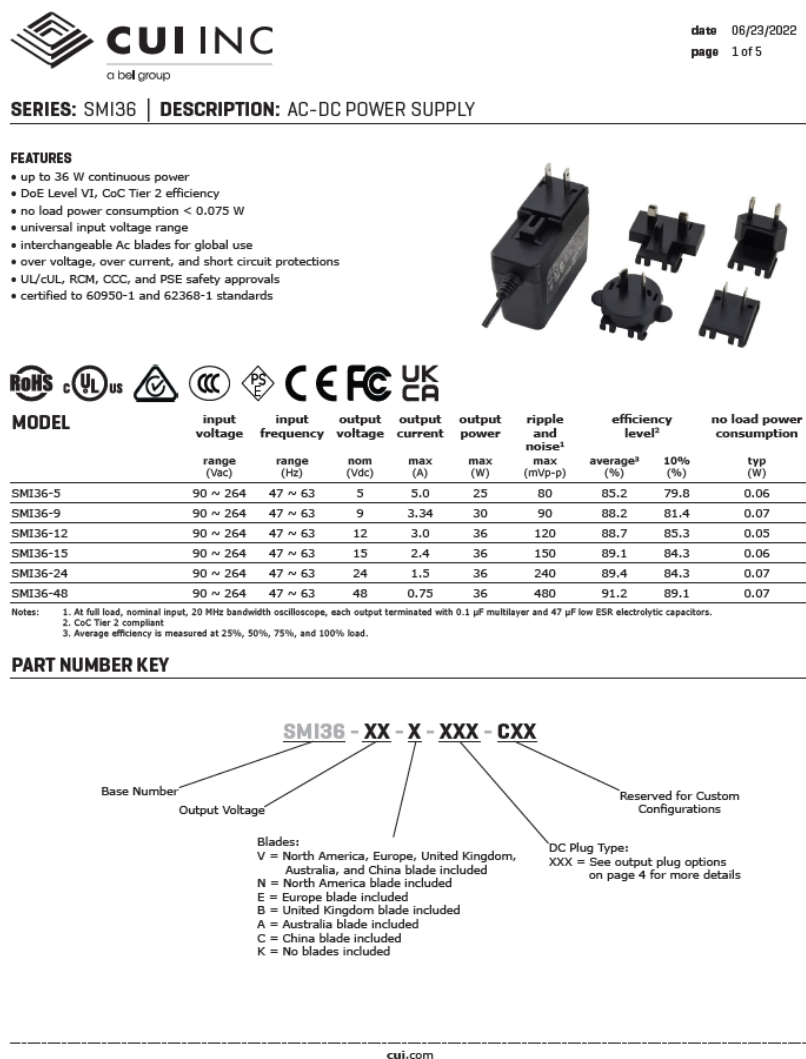 CUI INC
a bel group
date 06/23/2022
page 1 of 5
SERIES: SMI36 | DESCRIPTION: AC-DC POWER SUPPLY
FEATURES
• up to 36 W continuous power
• DoE Level VI, CoC Tier 2 efficiency
• no load power consumption < 0.075 W
• universal input voltage range
• interchangeable Ac blades for global use
• over voltage, over current, and short circuit protections
• UL/cUL, RCM, CCC, and PSE safety approvals
• certified to 60950-1 and 62368-1 standards
RoHS c UL us CCC PS E CE FC UK CA
MODEL input voltage input frequency output voltage output current output power ripple and noise¹ efficiency level² no load power consumption
range (Vac) range (Hz) nom (Vdc) max (A) max (W) max (mVp-p) average³ (%) 10% (%) typ (W)
SMI36-5 90 ~ 264 47 ~ 63 5 5.0 25 80 85.2 79.8 0.06
SMI36-9 90 ~ 264 47 ~ 63 9 3.34 30 90 88.2 81.4 0.07
SMI36-12 90 ~ 264 47 ~ 63 12 3.0 36 120 88.7 85.3 0.05
SMI36-15 90 ~ 264 47 ~ 63 15 2.4 36 150 89.1 84.3 0.06
SMI36-24 90 ~ 264 47 ~ 63 24 1.5 36 240 89.4 84.3 0.07
SMI36-48 90 ~ 264 47 ~ 63 48 0.75 36 480 91.2 89.1 0.07
Notes: 1. At full load, nominal input, 20 MHz bandwidth oscilloscope, each output terminated with 0.1 µF multilayer and 47 µF low ESR electrolytic capacitors.
2. CoC Tier 2 compliant
3. Average efficiency is measured at 25%, 50%, 75%, and 100% load.
PART NUMBER KEY
SMI36 - XX - X - XXX - CXX
Base Number
Output Voltage
Reserved for Custom
Configurations
Blades:
V = North America, Europe, United Kingdom,
Australia, and China blade included
N = North America blade included
E = Europe blade included
B = United Kingdom blade included
A = Australia blade included
C = China blade included
K = No blades included
DC Plug Type:
XXX = See output plug options
on page 4 for more details
cui.com